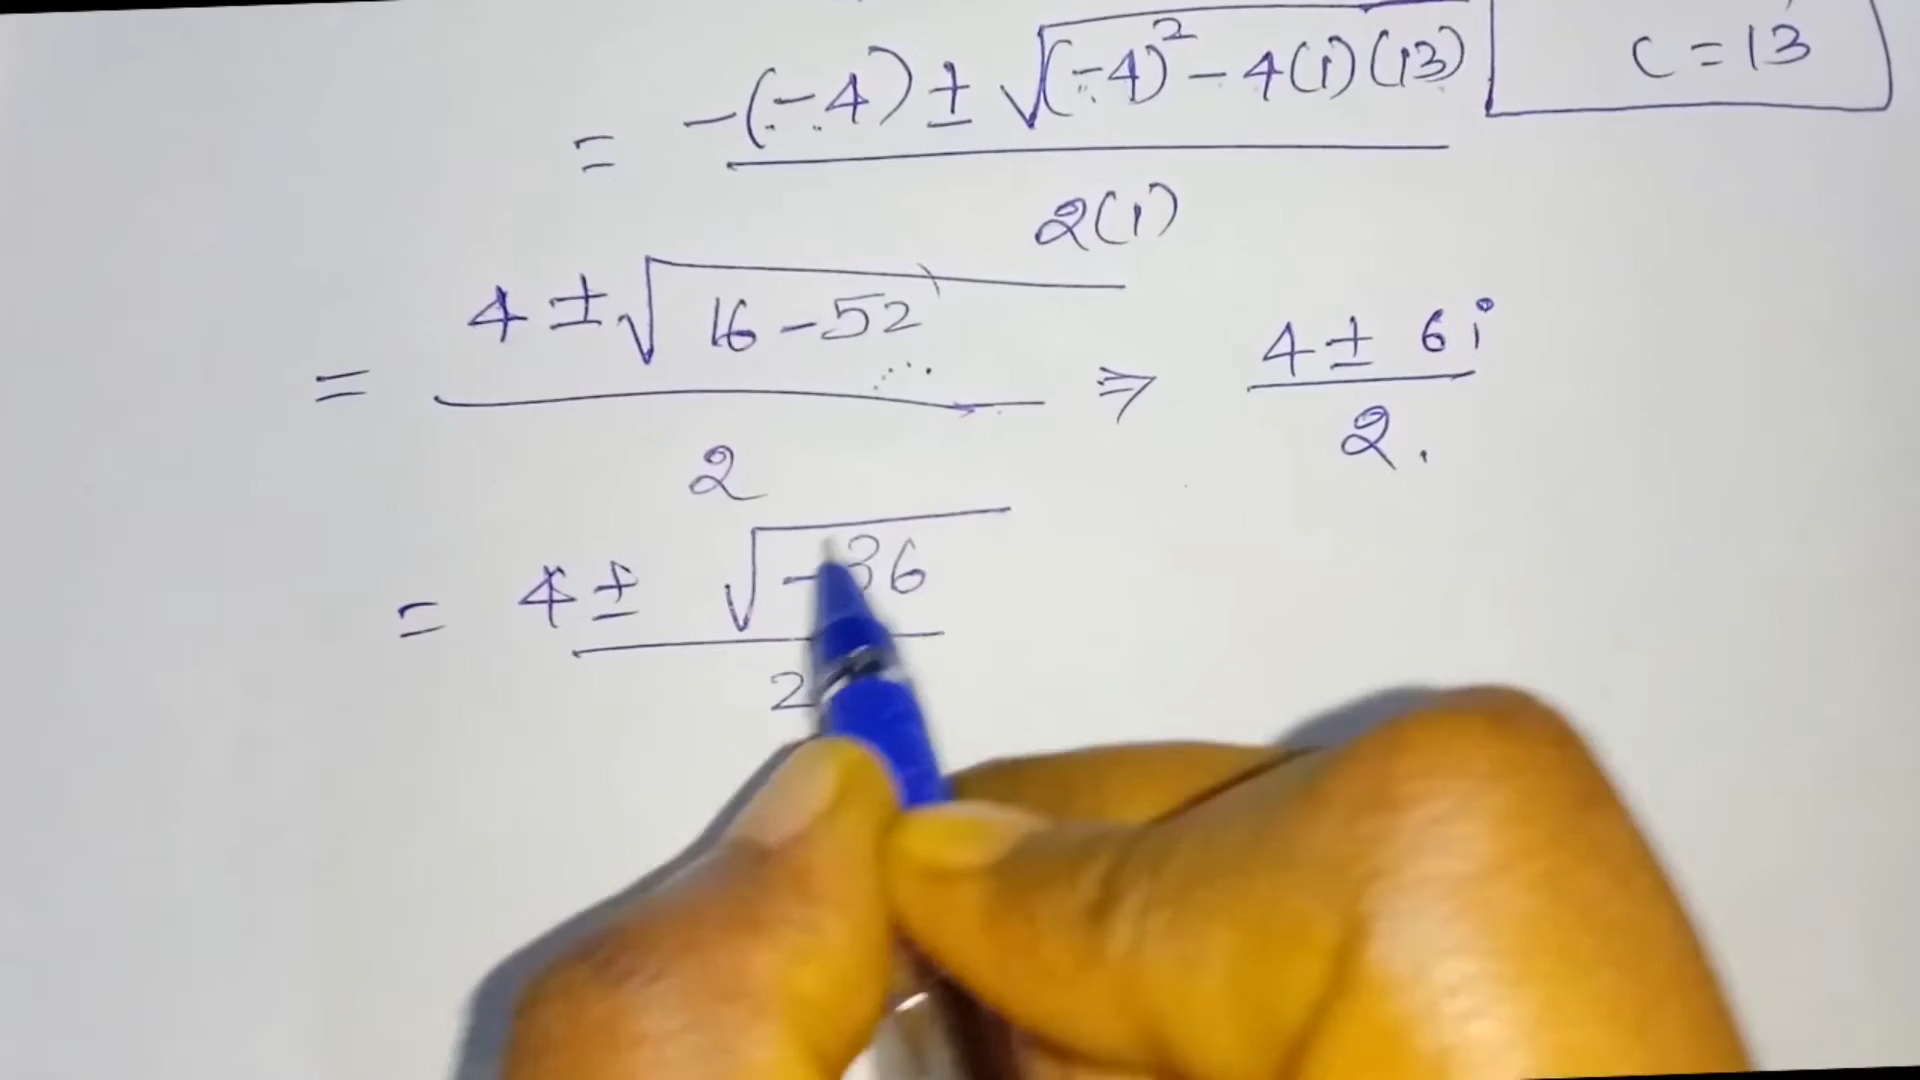 = -(-4) ± √(-4)² - 4(1)(13)
2(1)
c = 13
= 4 ± √16 - 52
2
⇒ 4 ± 6i
2.
= 4 ± √-36
2